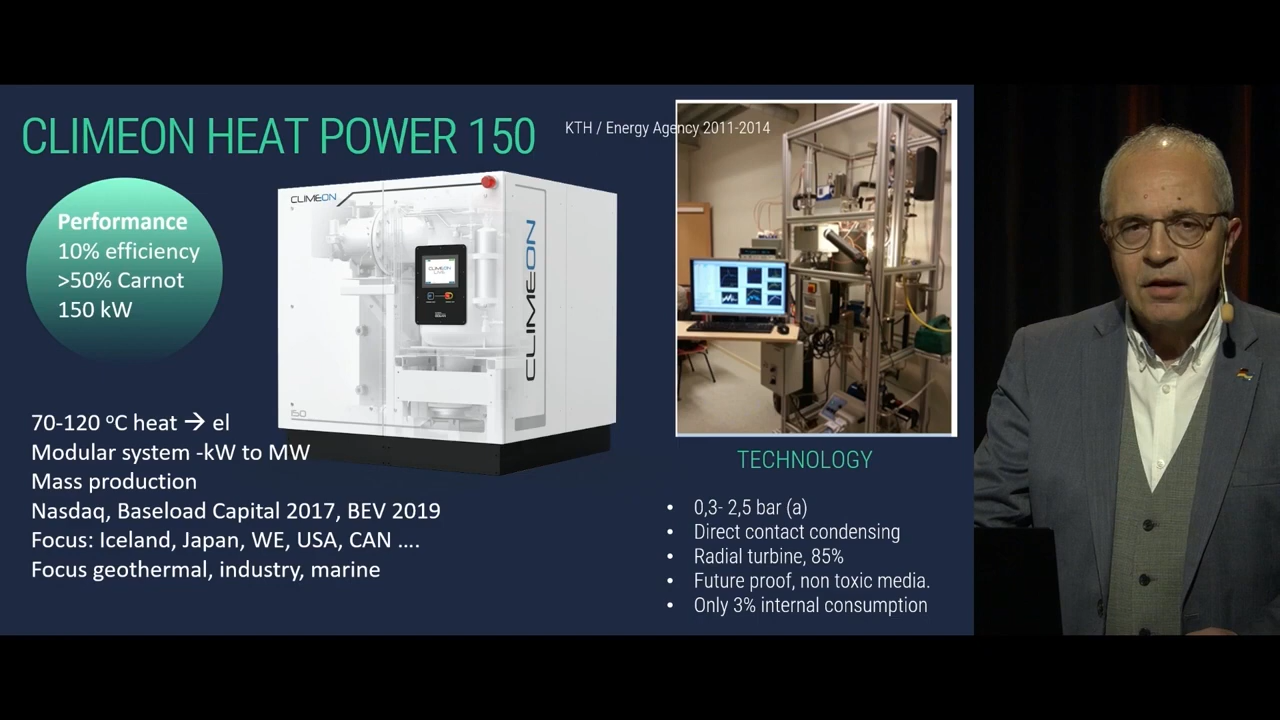 CLIMEON HEAT POWER 150
KTH / Energy Agency 2011-2014
Performance
10% efficiency
>50% Carnot
150 kW
CLIMEON
CLIMEON
CLIMEON
150
70-120 ºC heat → el
Modular system -kW to MW
Mass production
Nasdaq, Baseload Capital 2017, BEV 2019
Focus: Iceland, Japan, WE, USA, CAN ....
Focus geothermal, industry, marine
TECHNOLOGY
• 0,3- 2,5 bar (a)
• Direct contact condensing
• Radial turbine, 85%
• Future proof, non toxic media.
• Only 3% internal consumption